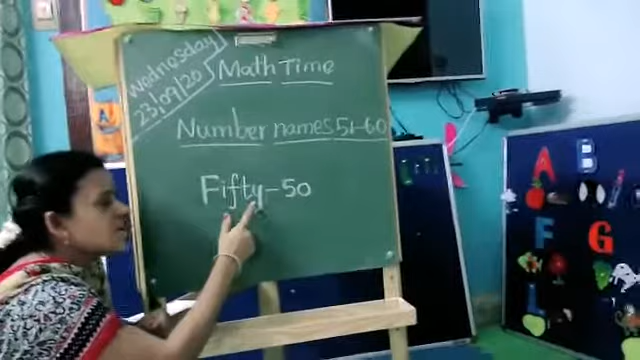 Wednesday
23/09/20
Math Time
Number names 51-60
Fifty-50
A
B
F
G